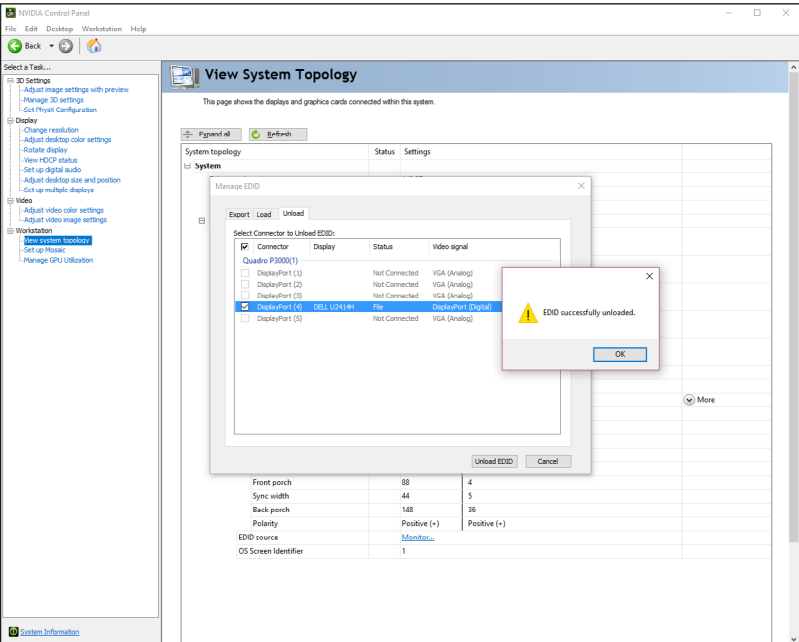 NVIDIA Control Panel
File Edit Desktop Workstation Help
Back
Select a Task...
3D Settings
Adjust image settings with preview
Manage 3D settings
Set PhysX Configuration
Display
Change resolution
Adjust desktop color settings
Rotate display
View HDCP status
Set up digital audio
Adjust desktop size and position
Set up multiple displays
Video
Adjust video color settings
Adjust video image settings
Workstation
View system topology
Set up Mosaic
Manage GPU Utilization
System Information
View System Topology
This page shows the displays and graphics cards connected within this system.
Expand all Refresh
System topology Status Settings
System
Manage EDID
Export Load Unload
Select Connector to Unload EDID:
Connector Display Status Video signal
Quadro P3000(1)
DisplayPort (1) Not Connected VGA (Analog)
DisplayPort (2) Not Connected VGA (Analog)
DisplayPort (3) Not Connected VGA (Analog)
DisplayPort (4) DELL U2414H File DisplayPort (Digital)
DisplayPort (5) Not Connected VGA (Analog)
EDID successfully unloaded.
OK
More
Unload EDID Cancel
Front porch 88 4
Sync width 44 5
Back porch 148 36
Polarity Positive (+) Positive (+)
EDID source Monitor...
OS Screen Identifier 1